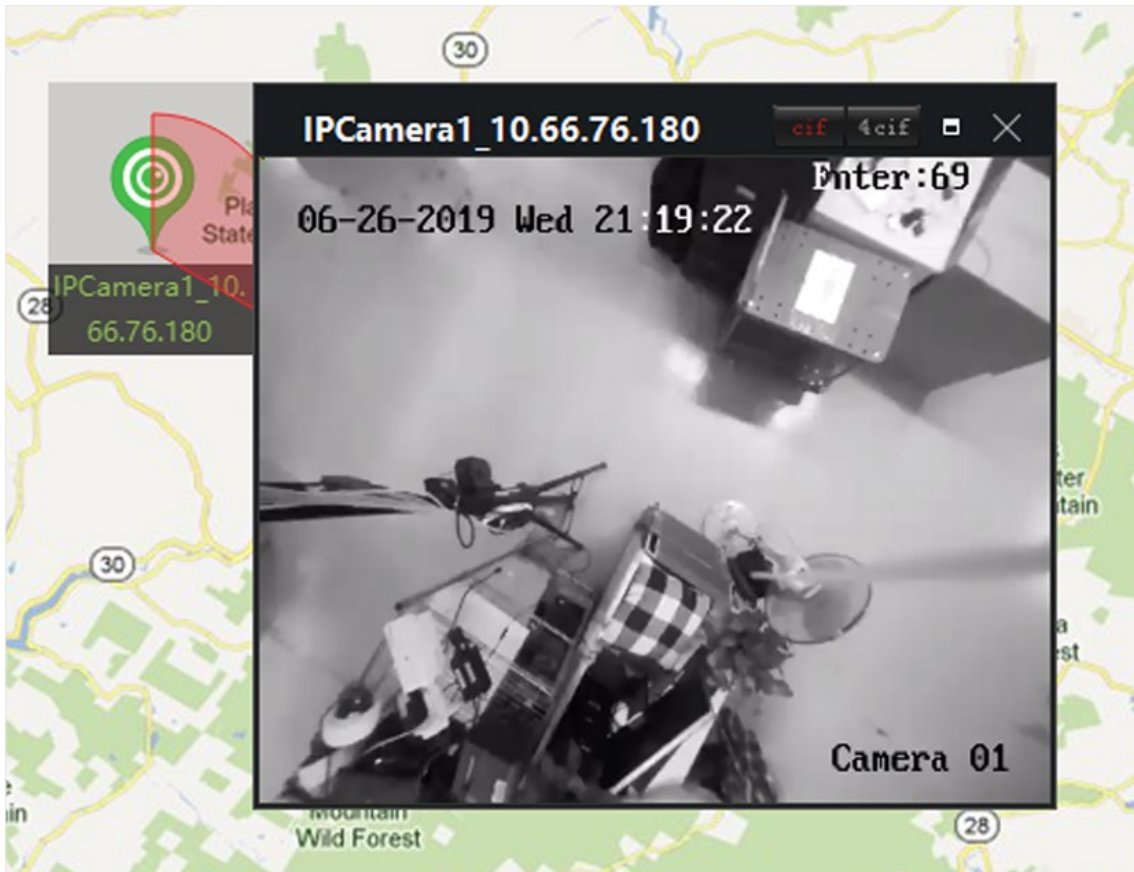 30
IPCamera1_10.66.76.180
cif
4cif
Enter:69
06-26-2019 Wed 21:19:22
State
IPCamera1_10.
66.76.180
28
30
Camera 01
28
Mountain
Wild Forest